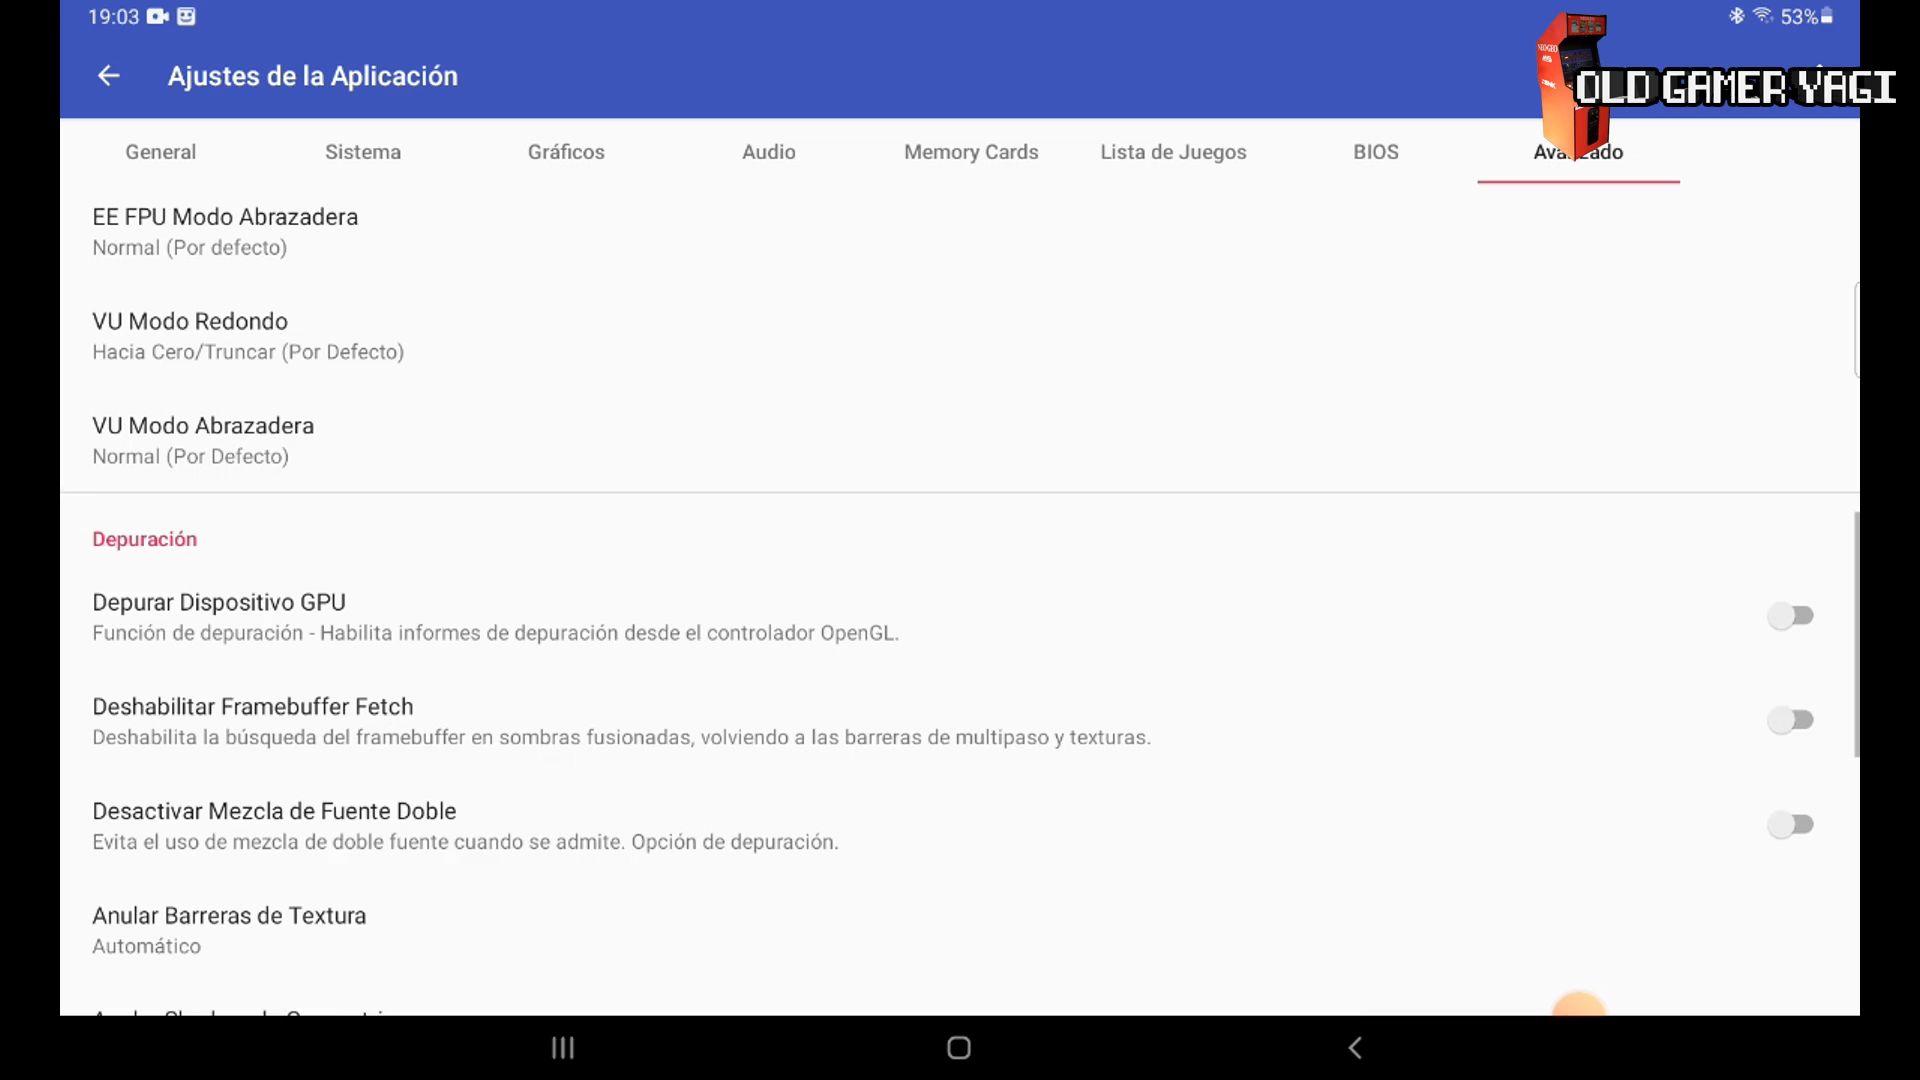 19:03
53%
Ajustes de la Aplicación
OLD GAMER YAGI
General
Sistema
Gráficos
Audio
Memory Cards
Lista de Juegos
BIOS
Avanzado
EE FPU Modo Abrazadera
Normal (Por defecto)
VU Modo Redondo
Hacia Cero/Truncar (Por Defecto)
VU Modo Abrazadera
Normal (Por Defecto)
Depuración
Depurar Dispositivo GPU
Función de depuración - Habilita informes de depuración desde el controlador OpenGL.
Deshabilitar Framebuffer Fetch
Deshabilita la búsqueda del framebuffer en sombras fusionadas, volviendo a las barreras de multipaso y texturas.
Desactivar Mezcla de Fuente Doble
Evita el uso de mezcla de doble fuente cuando se admite. Opción de depuración.
Anular Barreras de Textura
Automático